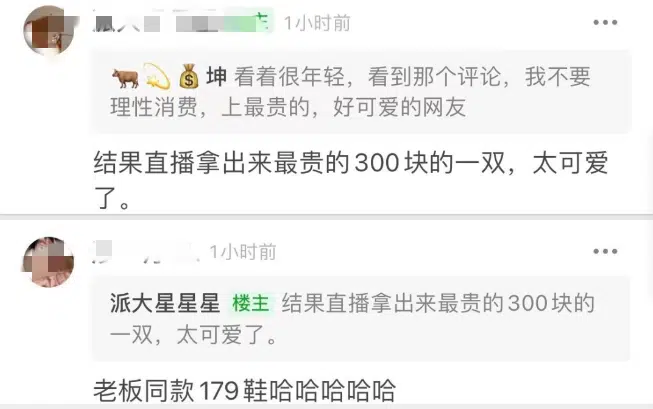 楼主 1小时前
🐂💫💰坤 看着很年轻，看到那个评论，我不要
理性消费，上最贵的，好可爱的网友
结果直播拿出来最贵的300块的一双，太可爱
了。
1小时前
派大星星星 楼主 结果直播拿出来最贵的300块的
一双，太可爱了。
老板同款179鞋哈哈哈哈哈